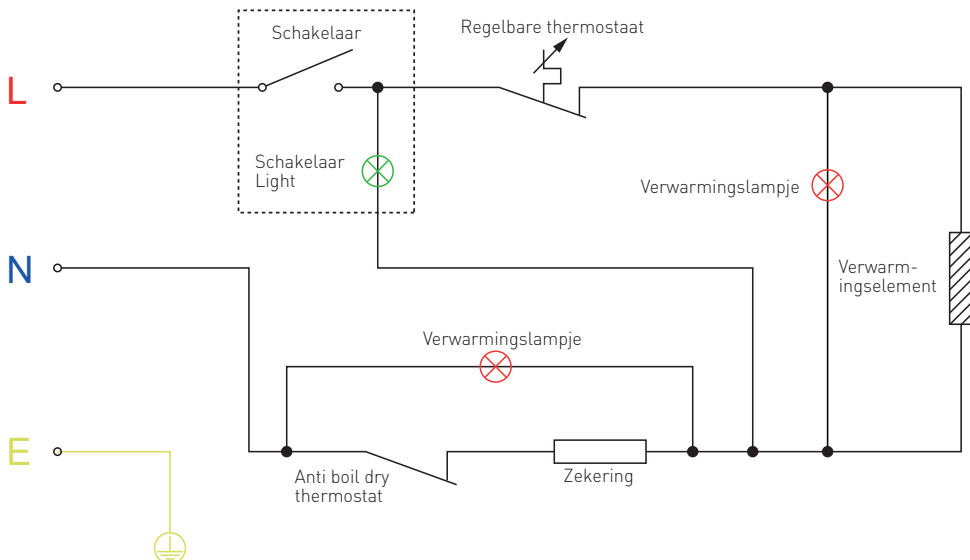 Schakelaar
Regelbare thermostaat
L
Schakelaar
Light
Verwarmingslampje
N
Verwarm-
ingselement
Verwarmingslampje
E
Anti boil dry
thermostat
Zekering